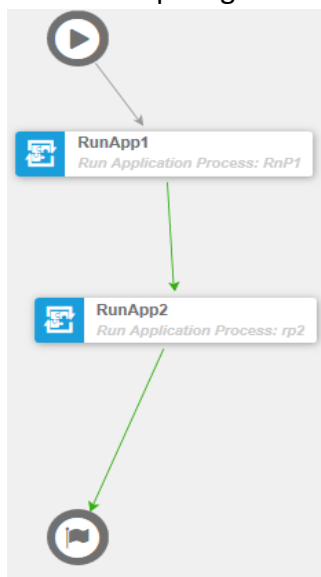 RunApp1
Run Application Process: RnP1
RunApp2
Run Application Process: rp2